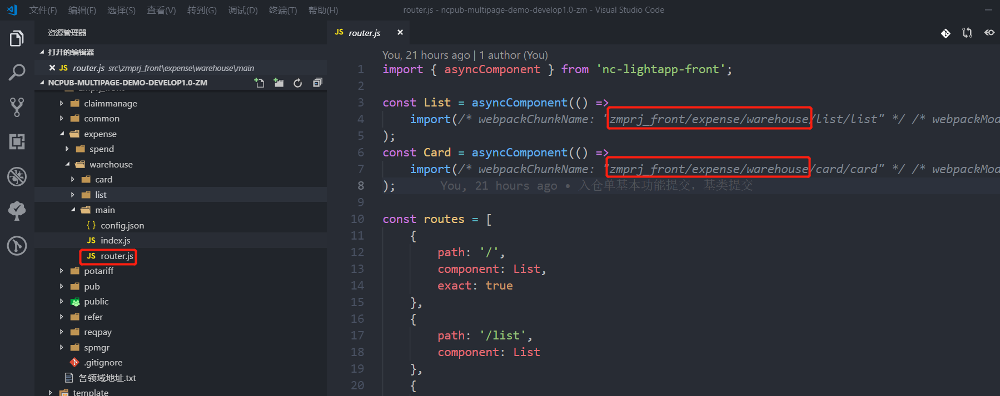 文件(F) 编辑(E) 选择(S) 查看(V) 转到(G) 调试(D) 终端(T) 帮助(H) router.js - ncpub-multipage-demo-develop1.0-zm - Visual Studio Code
资源管理器
打开的编辑器
JS router.js src\zmprj_front\expense\warehouse\main
NCPUB-MULTIPAGE-DEMO-DEVELOP1.0-ZM
claimmanage
common
expense
spend
warehouse
card
list
main
{ } config.json
JS index.js
JS router.js
potariff
pub
public
refer
reqpay
spmgr
.gitignore
各领域地址.txt
template
JS router.js ×
You, 21 hours ago | 1 author (You)
1 import { asyncComponent } from 'nc-lightapp-front';
2
3 const List = asyncComponent(() =>
4 import(/* webpackChunkName: "zmprj_front/expense/warehouse/list/list" */ /* webpackMod
5 );
6 const Card = asyncComponent(() =>
7 import(/* webpackChunkName: "zmprj_front/expense/warehouse/card/card" */ /* webpackMod
8 ); You, 21 hours ago • 入仓单基本功能提交，基类提交
9
10 const routes = [
11 {
12 path: '/',
13 component: List,
14 exact: true
15 },
16 {
17 path: '/list',
18 component: List
19 },
20 {